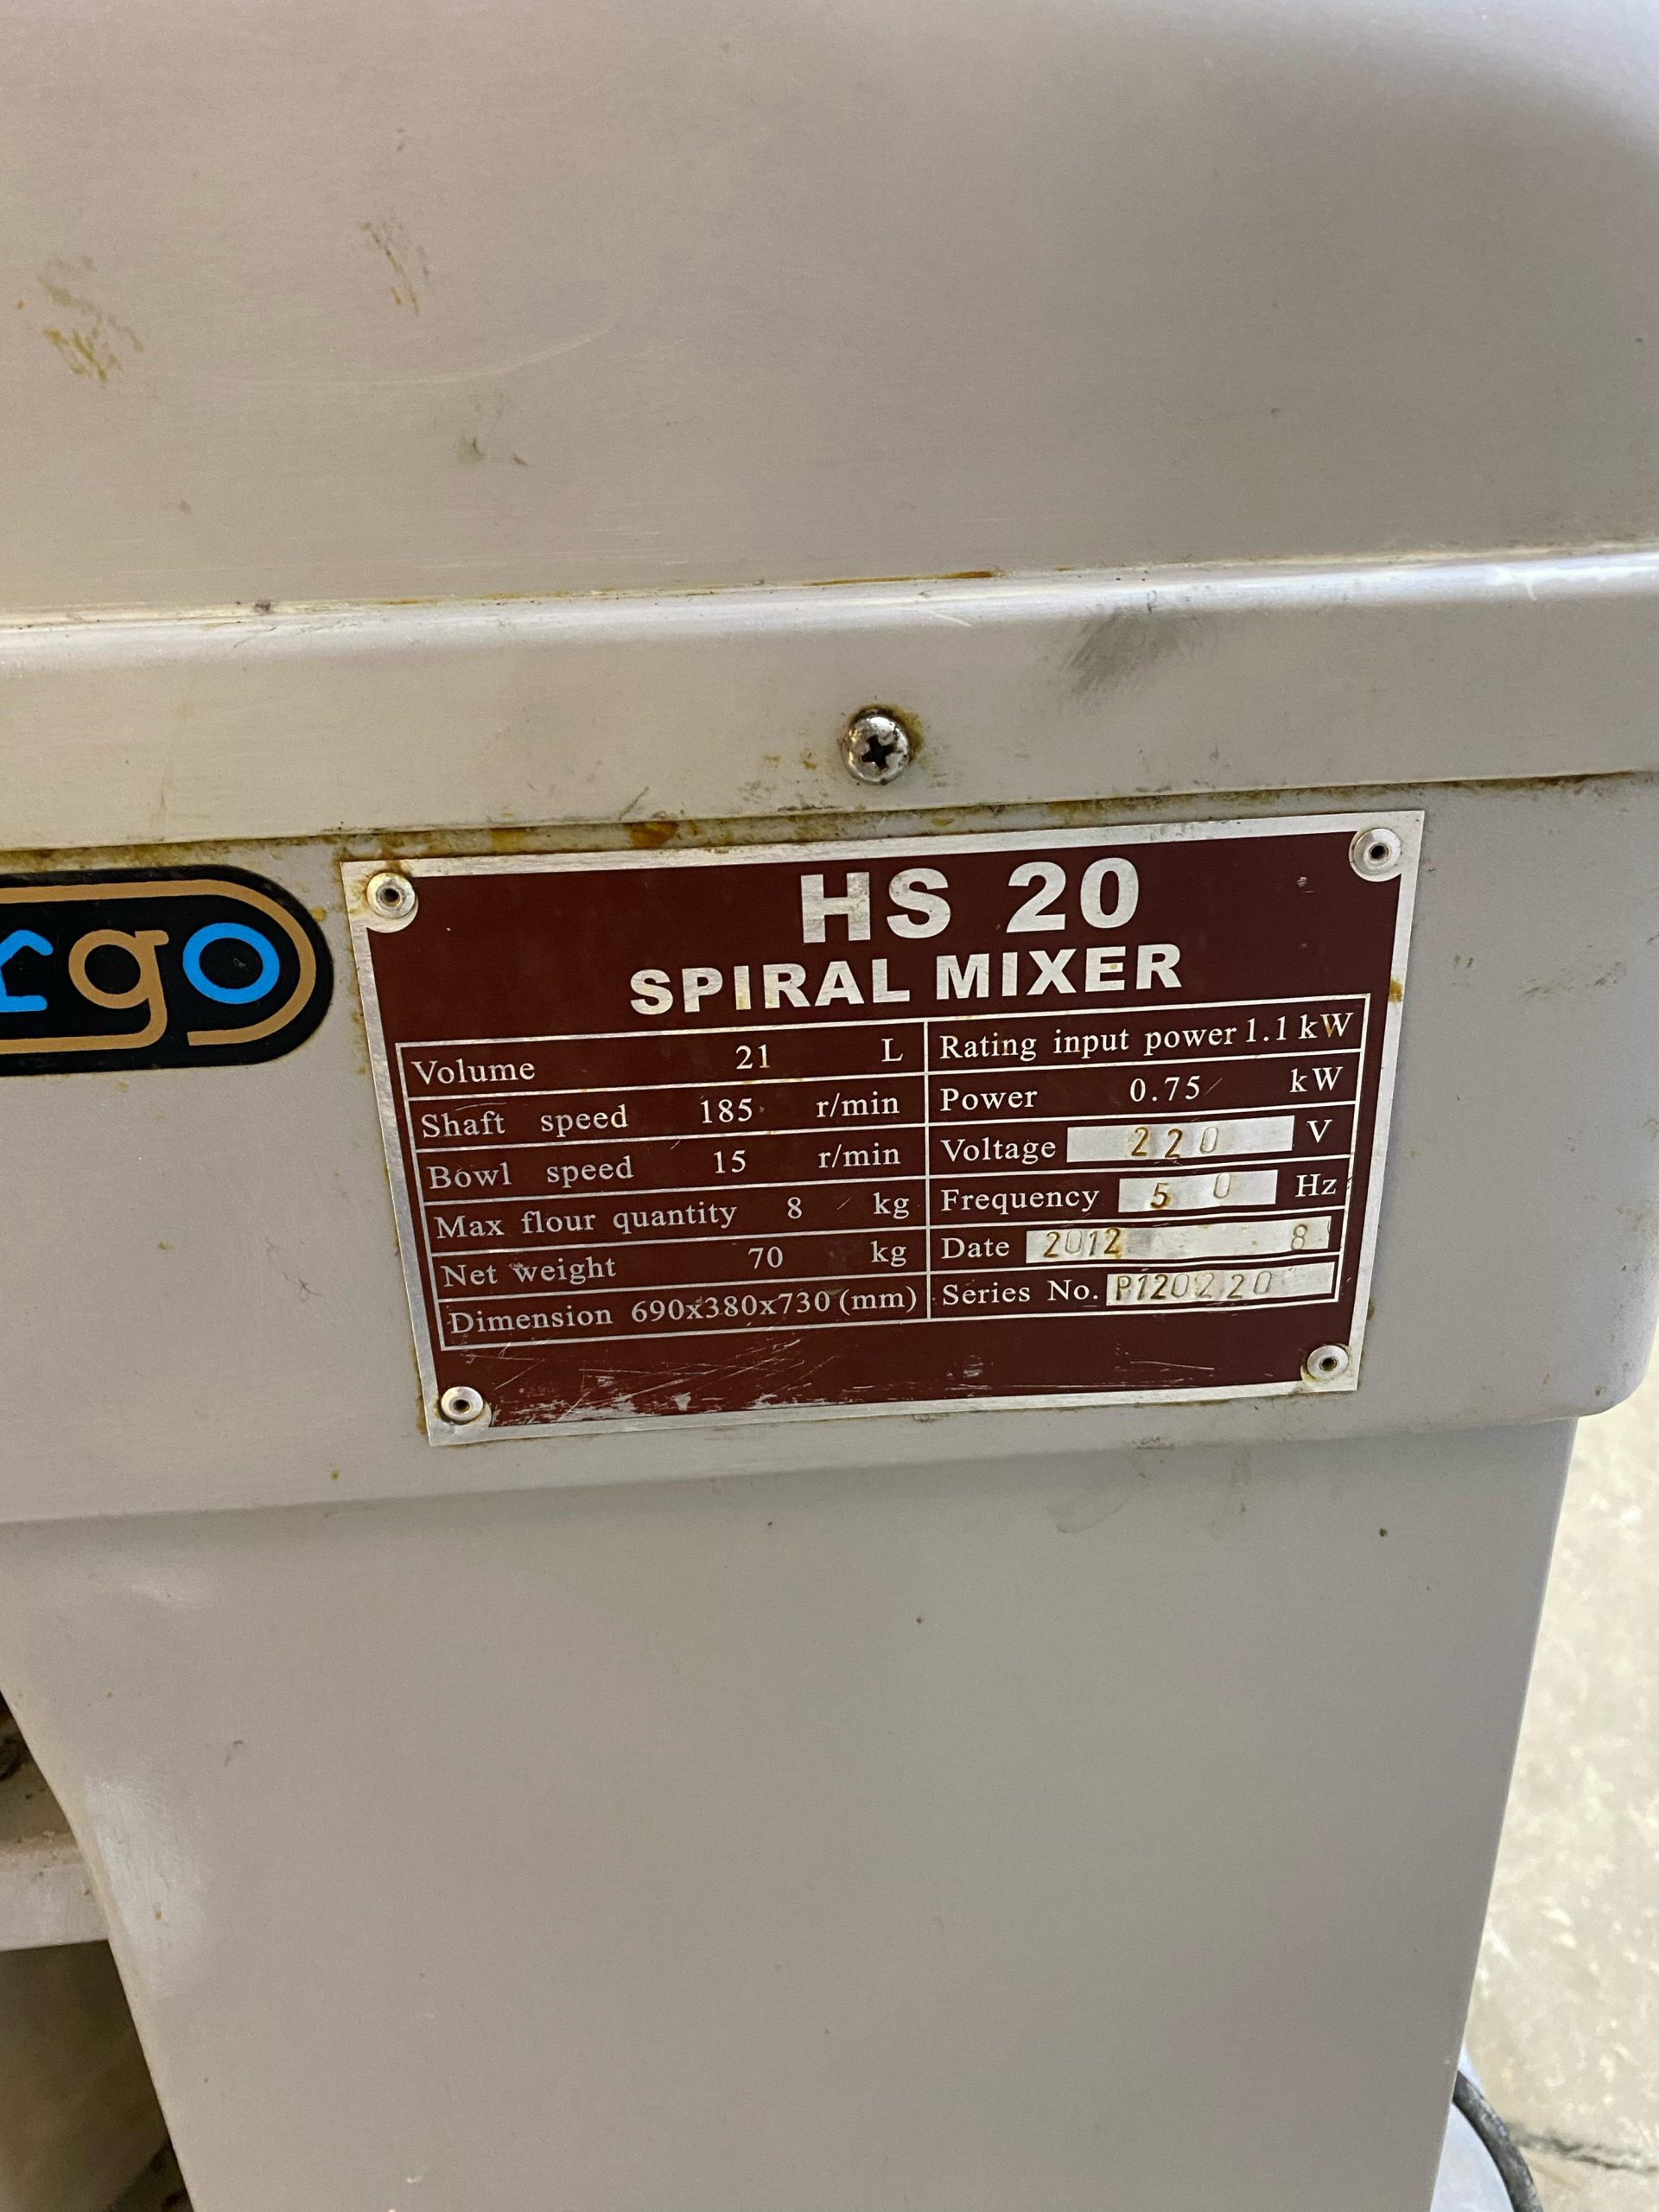 rgo
HS 20
SPIRAL MIXER
Volume 21 L
Shaft speed 185 r/min
Bowl speed 15 r/min
Max flour quantity 8 kg
Net weight 70 kg
Dimension 690x380x730 (mm)
Rating input power 1.1 kW
Power 0.75 kW
Voltage 220 V
Frequency 50 Hz
Date 2012 8
Series No. P120220